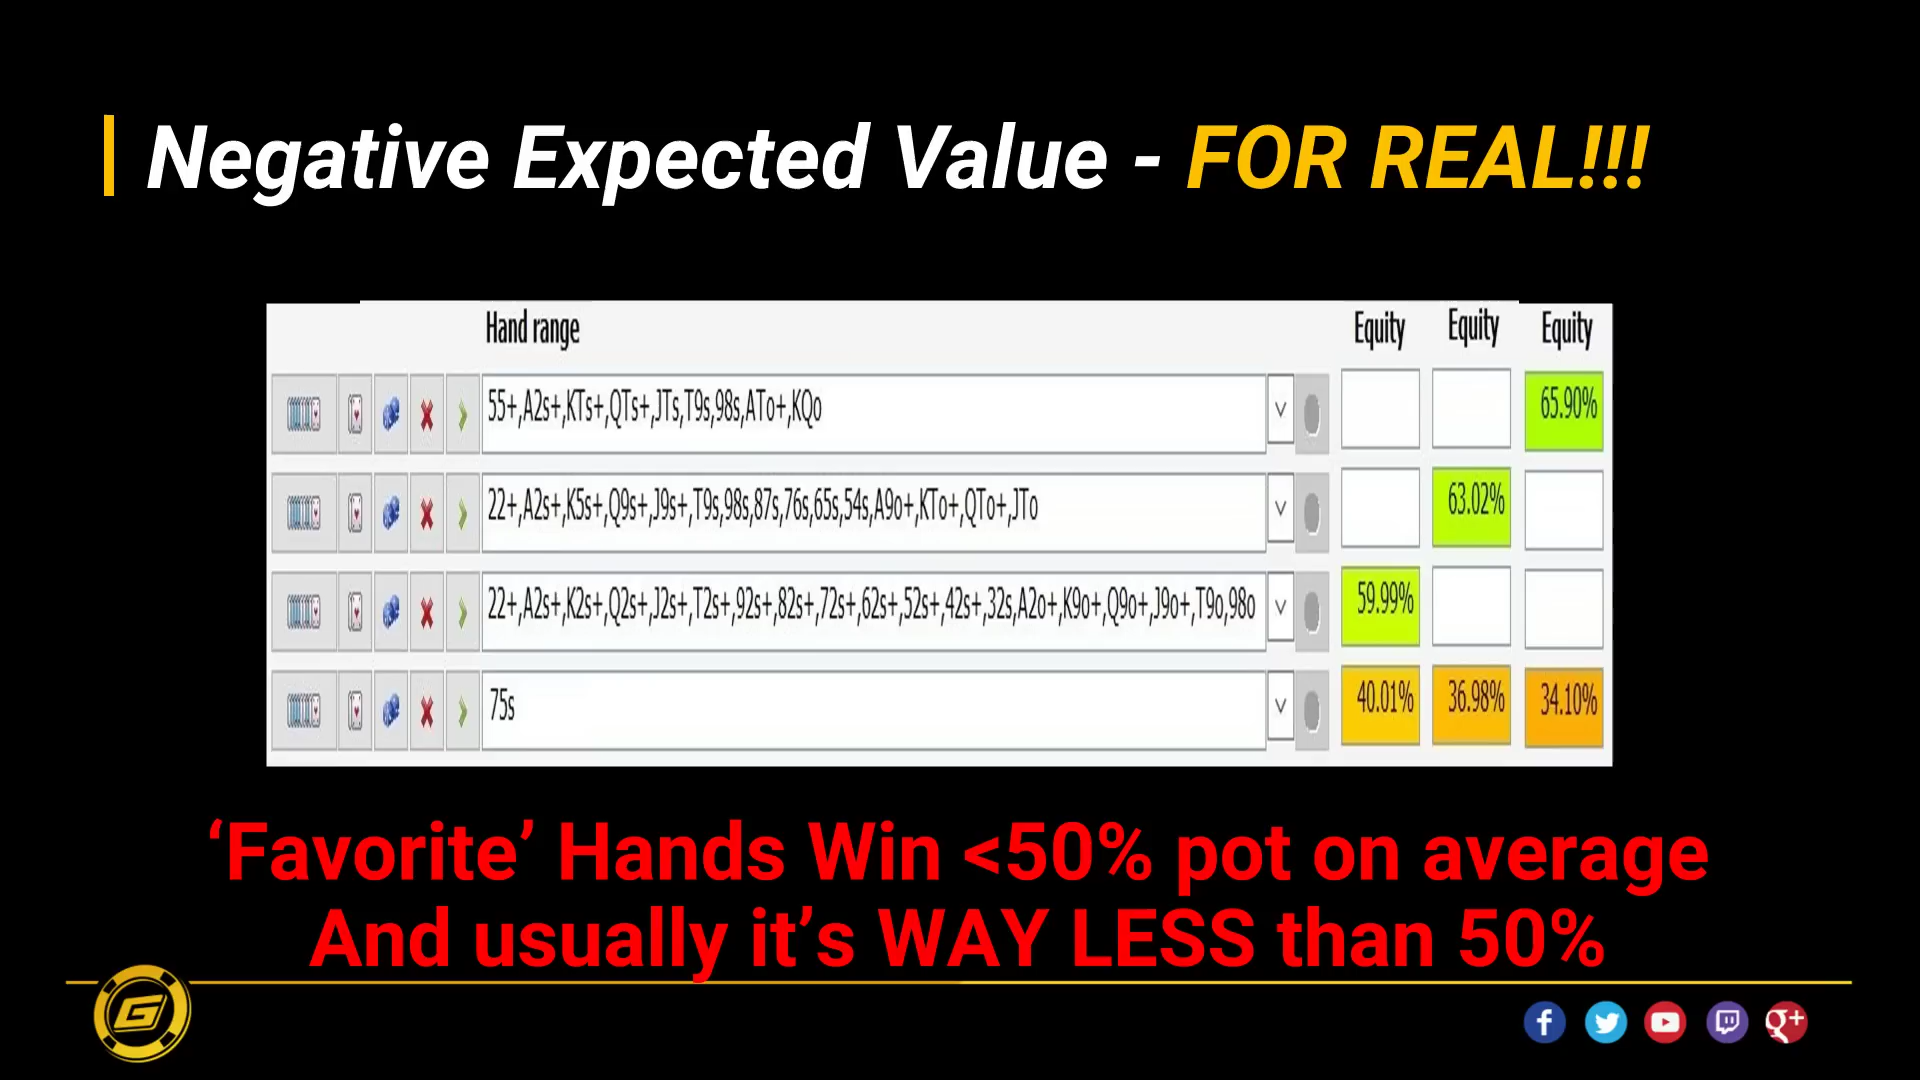 Negative Expected Value - FOR REAL!!!
Hand range Equity Equity Equity
55+,A2s+,KTs+,QTs+,JTs,T9s,98s,ATo+,KQo 65.90%
22+,A2s+,K5s+,Q9s+,J9s+,T9s,98s,87s,76s,65s,54s,A9o+,KTo+,QTo+,JTo 63.02%
22+,A2s+,K2s+,Q2s+,J2s+,T2s+,92s+,82s+,72s+,62s+,52s+,42s+,32s,A2o+,K9o+,Q9o+,J9o+,T9o,98o 59.99%
75s 40.01% 36.98% 34.10%
‘Favorite’ Hands Win <50% pot on average
And usually it’s WAY LESS than 50%